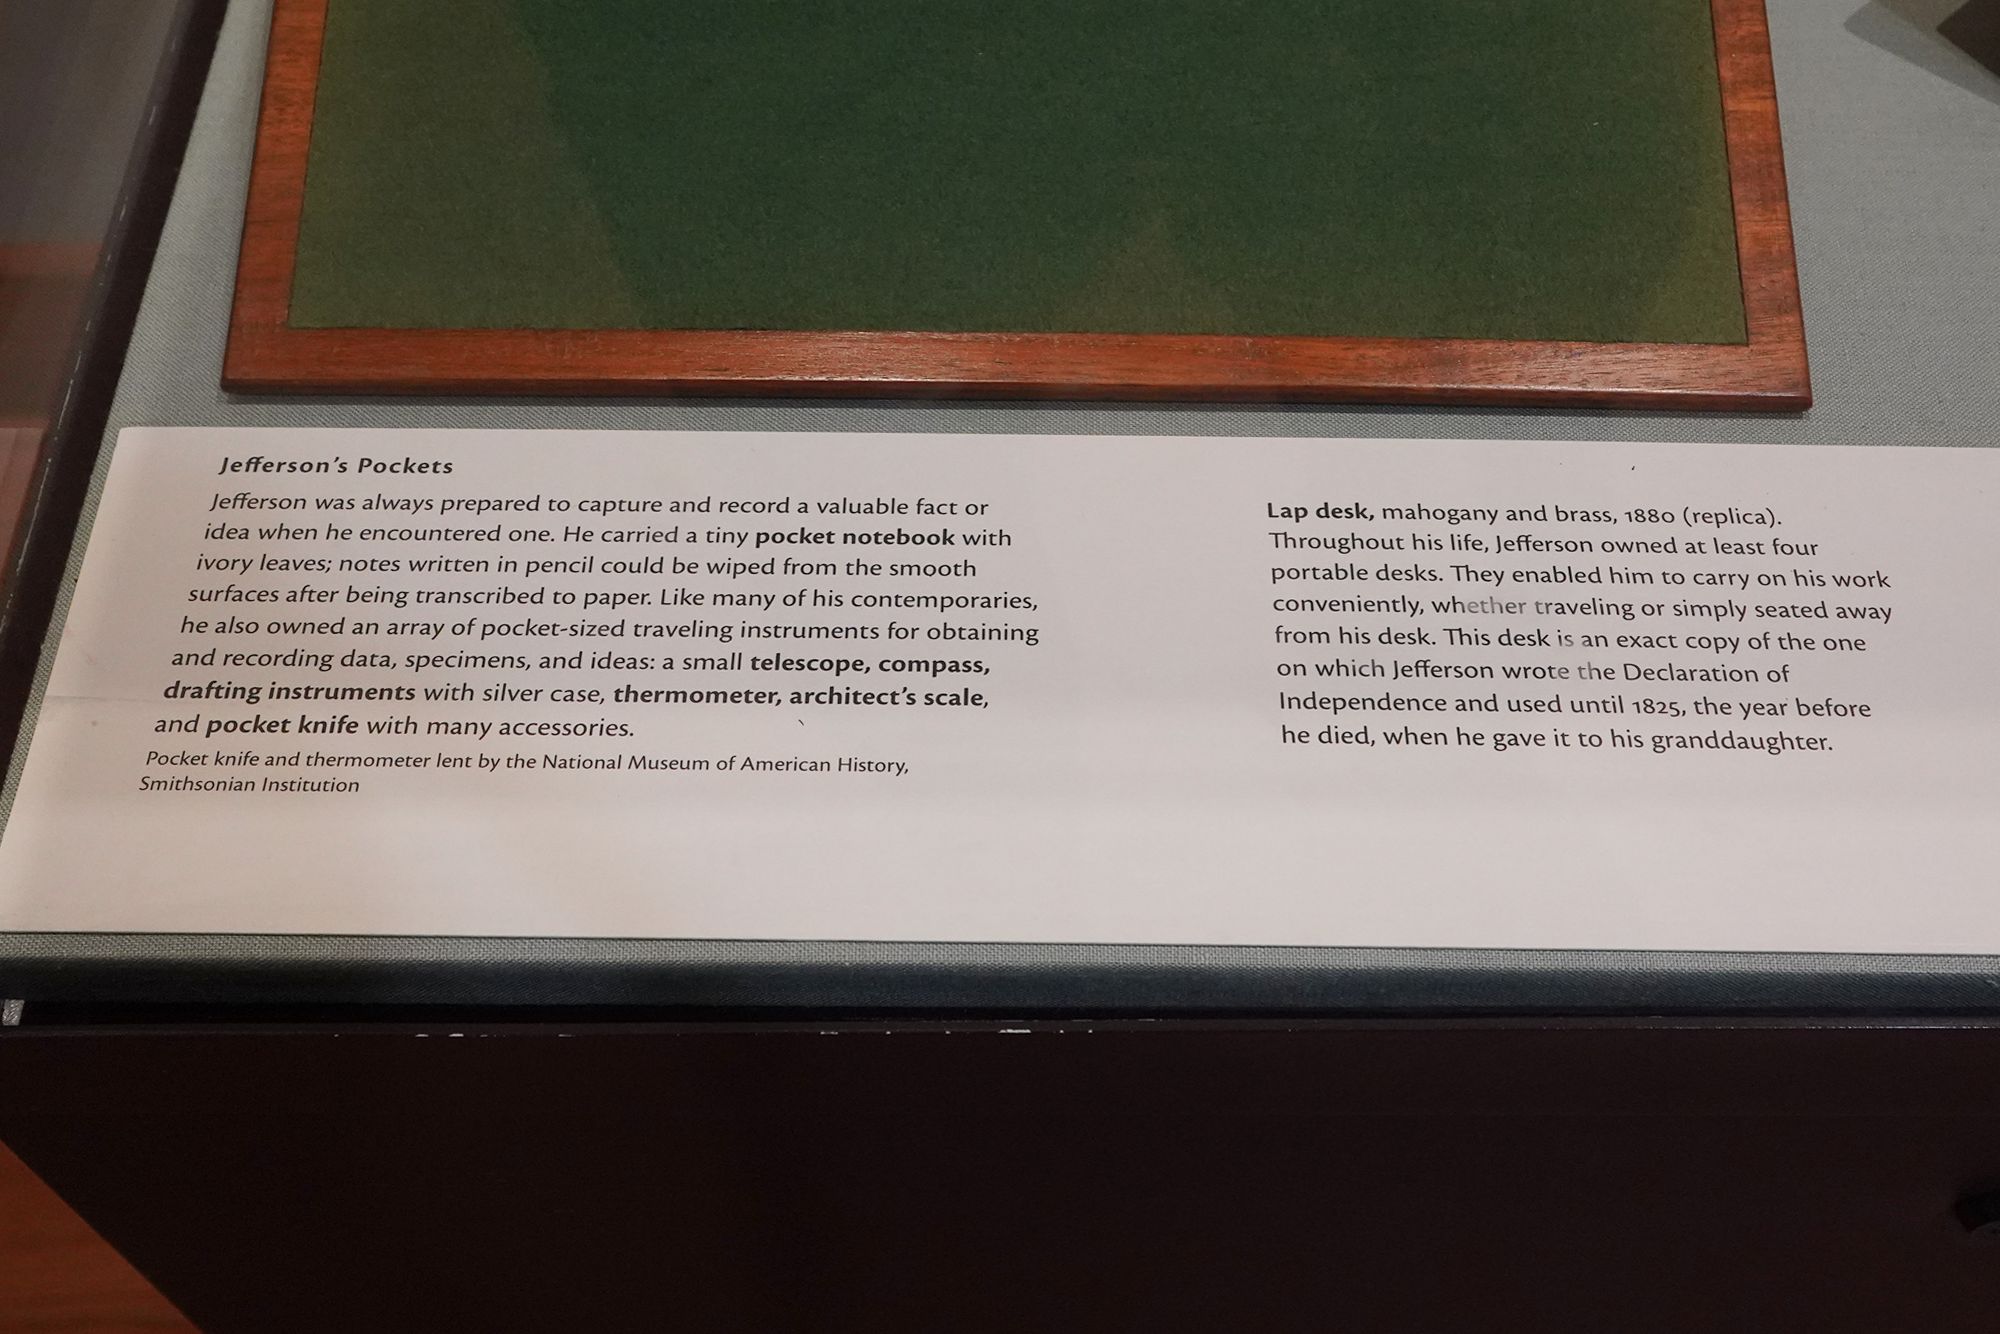 Jefferson's Pockets
Jefferson was always prepared to capture and record a valuable fact or
idea when he encountered one. He carried a tiny pocket notebook with
ivory leaves; notes written in pencil could be wiped from the smooth
surfaces after being transcribed to paper. Like many of his contemporaries,
he also owned an array of pocket-sized traveling instruments for obtaining
and recording data, specimens, and ideas: a small telescope, compass,
drafting instruments with silver case, thermometer, architect's scale,
and pocket knife with many accessories.
Pocket knife and thermometer lent by the National Museum of American History,
Smithsonian Institution
Lap desk, mahogany and brass, 1880 (replica).
Throughout his life, Jefferson owned at least four
portable desks. They enabled him to carry on his work
conveniently, whether traveling or simply seated away
from his desk. This desk is an exact copy of the one
on which Jefferson wrote the Declaration of
Independence and used until 1825, the year before
he died, when he gave it to his granddaughter.